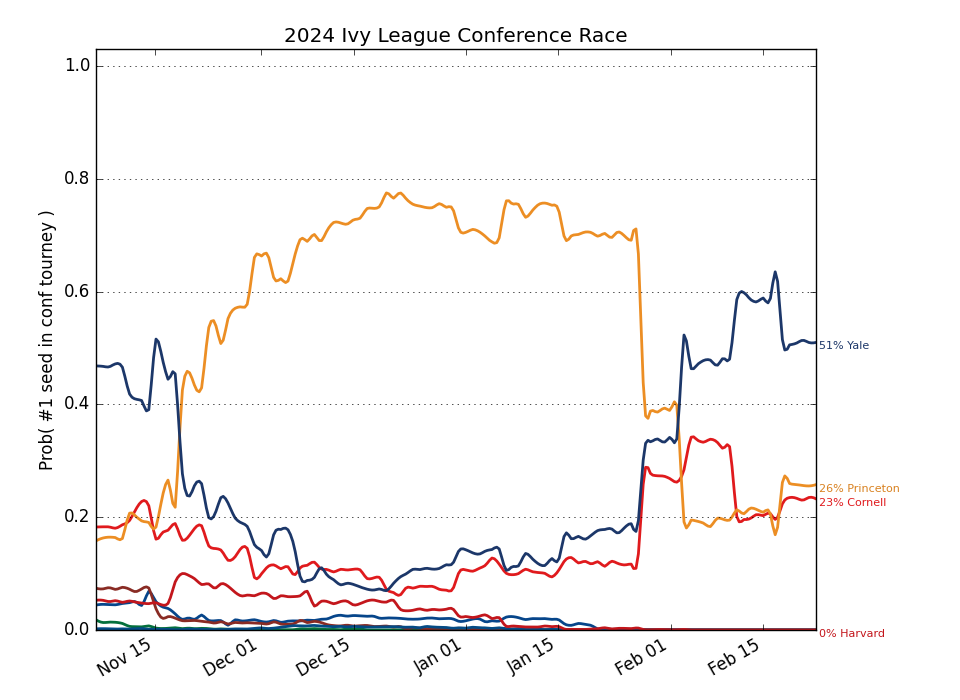 2024 Ivy League Conference Race
Prob( #1 seed in conf tourney )
1.0
0.8
0.6
0.4
0.2
0.0
51% Yale
26% Princeton
23% Cornell
0% Harvard
Nov 15
Dec 01
Dec 15
Jan 01
Jan 15
Feb 01
Feb 15